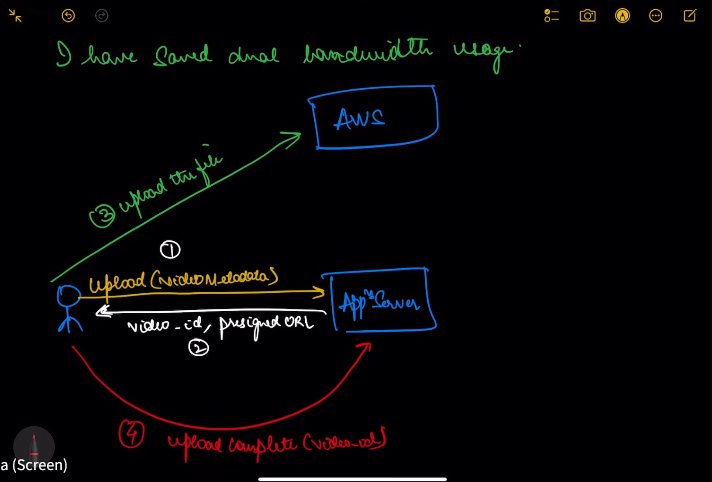 I have saved dual bandwidth usage.
AWS
③ upload the file
①
upload (videoMetadata)
Appⁿ Server
video_id, presigned URL
②
④ upload complete (video_id)
a (Screen)